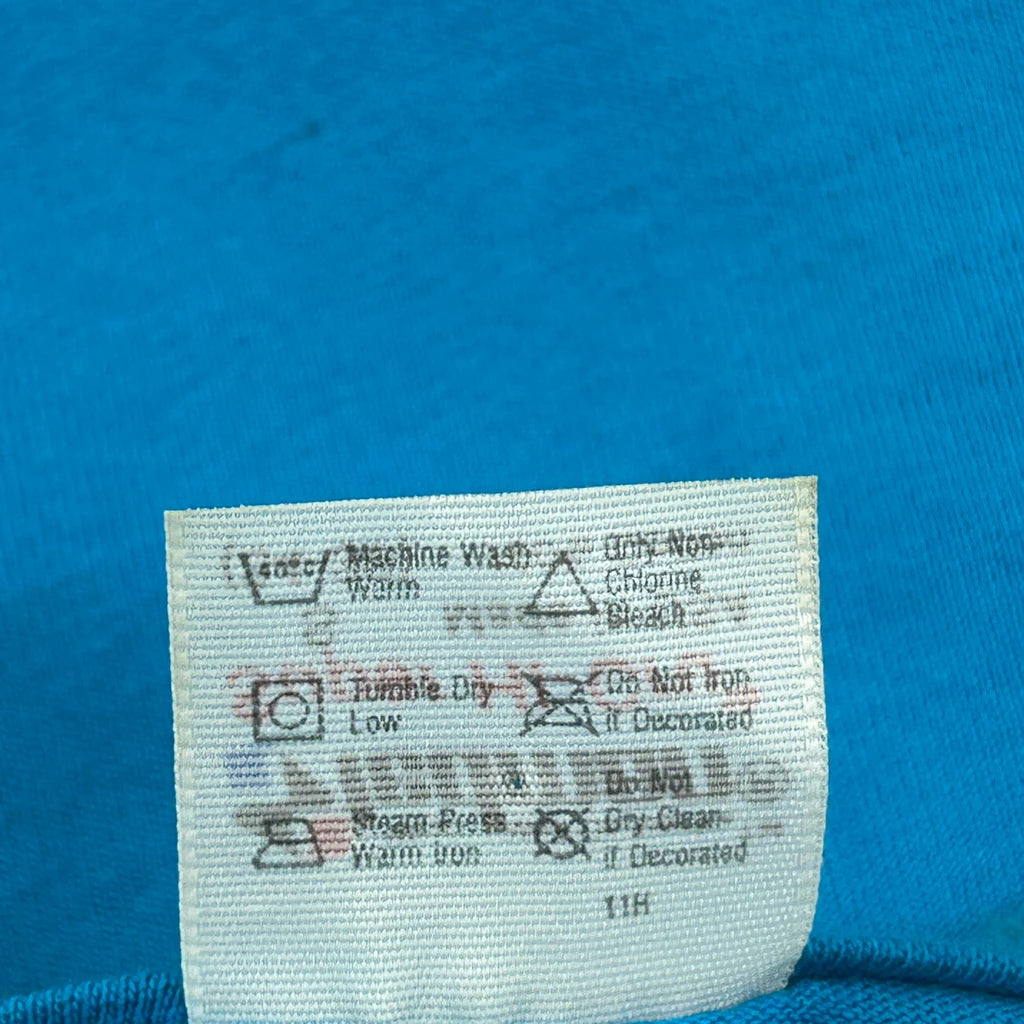 40°C Machine Wash
Warm
Only Non-
Chlorine
Bleach
Tumble Dry
Low
Do Not Iron
if Decorated
Steam Press
Warm Iron
Do Not
Dry Clean
if Decorated
11H